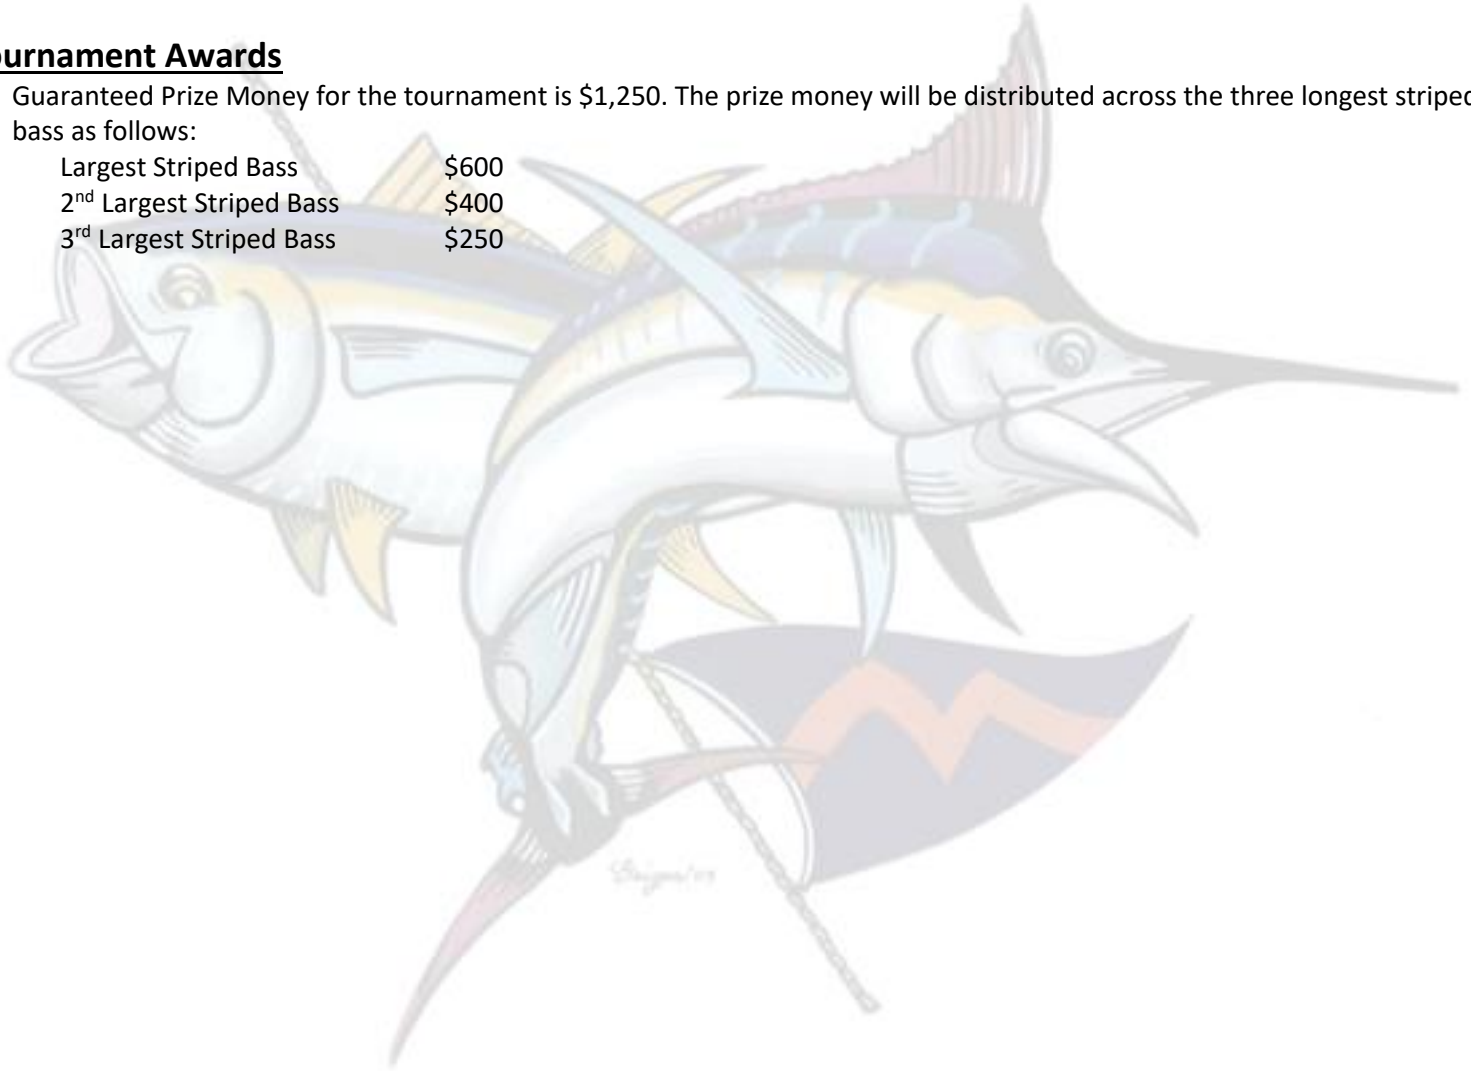 ournament Awards
Guaranteed Prize Money for the tournament is $1,250. The prize money will be distributed across the three longest striped
bass as follows:
Largest Striped Bass $600
2nd Largest Striped Bass $400
3rd Largest Striped Bass $250